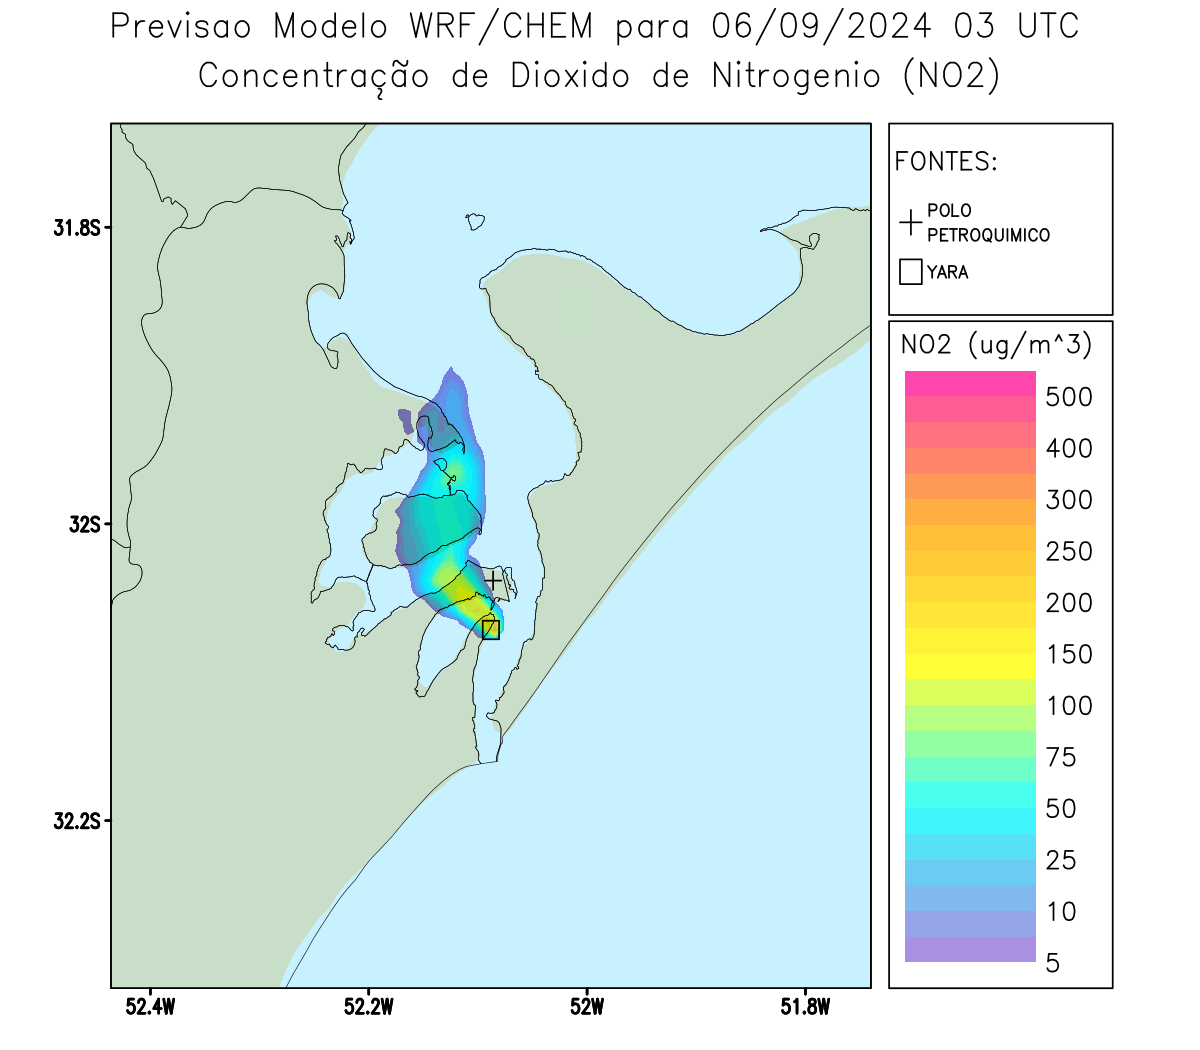 Previsao Modelo WRF/CHEM para 06/09/2024 03 UTC
Concentração de Dioxido de Nitrogenio (NO2)
FONTES:
POLO
PETROQUIMICO
YARA
NO2 (ug/m^3)
500
400
300
250
200
150
100
75
50
25
10
5
31.8S
32S
32.2S
52.4W
52.2W
52W
51.8W